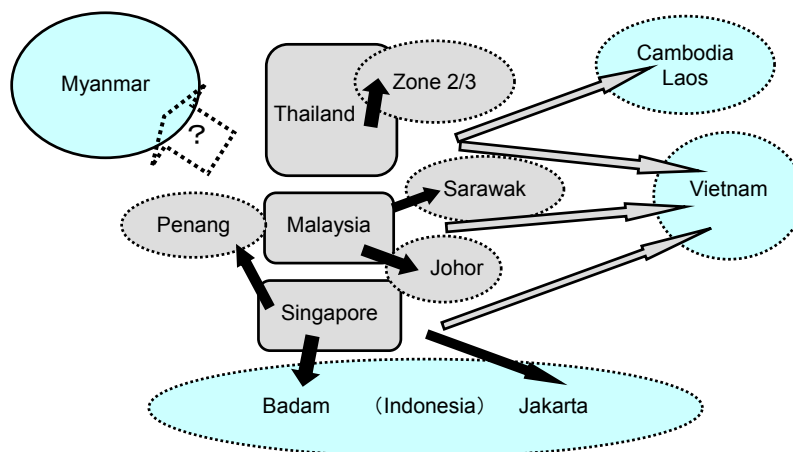 Cambodia
Laos
Myanmar
Zone 2/3
Thailand
?
Sarawak
Vietnam
Penang
Malaysia
Johor
Singapore
Badam （Indonesia） Jakarta